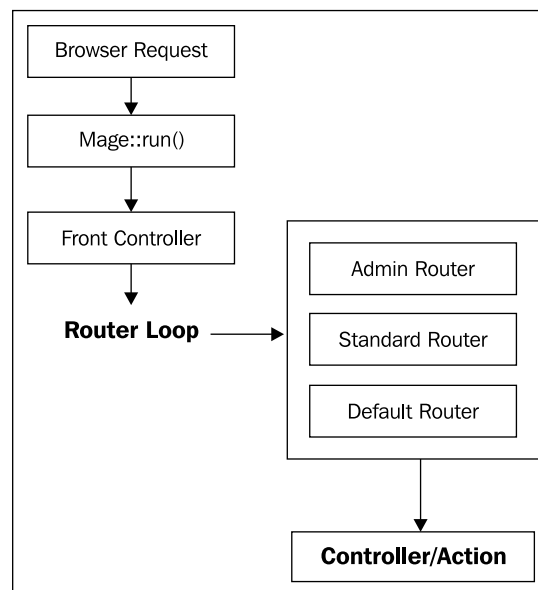 Browser Request
Mage::run()
Front Controller
Router Loop
Admin Router
Standard Router
Default Router
Controller/Action